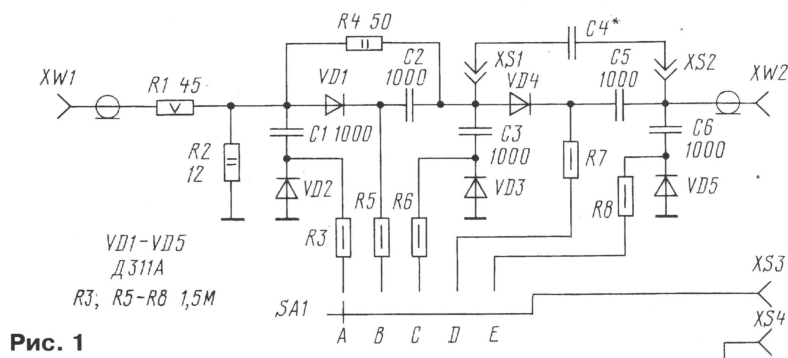 R4 50
C4*
XW1
R1 45
VD1
C2
1000
XS1
VD4
C5
1000
XS2
XW2
R2
12
C1 1000
C3
1000
C6
1000
VD2
R3
R5
R6
VD3
R7
R8
VD5
VD1–VD5
Д311А
R3, R5–R8 1,5М
SA1
A B C D E
XS3
XS4
Рис. 1